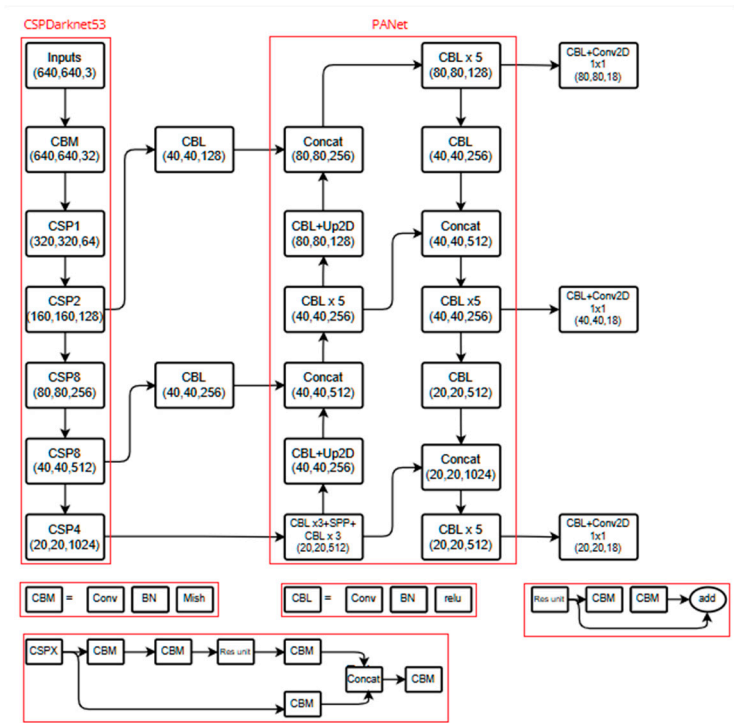 CSPDarknet53
PANet
Inputs
(640,640,3)
CBM
(640,640,32)
CSP1
(320,320,64)
CSP2
(160,160,128)
CSP8
(80,80,256)
CSP8
(40,40,512)
CSP4
(20,20,1024)
CBL
(40,40,128)
CBL
(40,40,256)
Concat
(80,80,256)
CBL+Up2D
(80,80,128)
CBL x 5
(40,40,256)
Concat
(40,40,512)
CBL+Up2D
(40,40,256)
CBL x3+SPP+
CBL x 3
(20,20,512)
CBL x 5
(80,80,128)
CBL
(40,40,256)
Concat
(40,40,512)
CBL x5
(40,40,256)
CBL
(20,20,512)
Concat
(20,20,1024)
CBL x 5
(20,20,512)
CBL+Conv2D
1x1
(80,80,18)
CBL+Conv2D
1x1
(40,40,18)
CBL+Conv2D
1x1
(20,20,18)
CBM = Conv BN Mish
CBL = Conv BN relu
Res unit CBM CBM add
CSPX CBM CBM Res unit CBM
Concat CBM
CBM